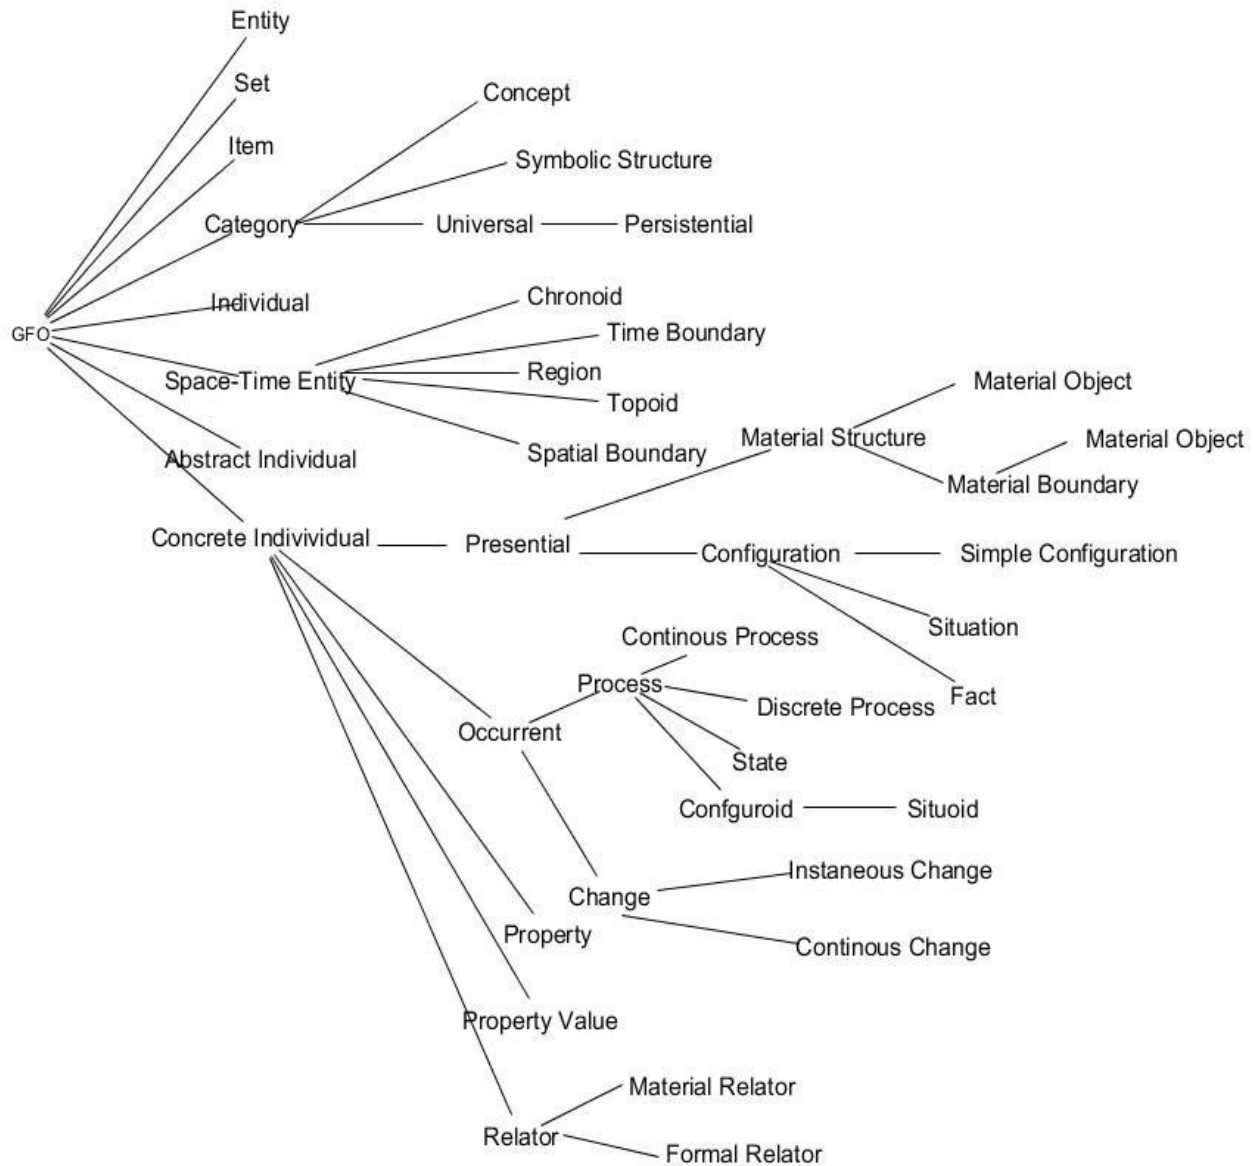 Entity
Set
Concept
Item
Symbolic Structure
Category
Universal
Persistential
Chronoid
Individual
GFO
Time Boundary
Region
Space-Time Entity
Material Object
Topoid
Material Structure
Material Object
Spatial Boundary
Abstract Individual
Material Boundary
Concrete Indivividual
Presential
Configuration
Simple Configuration
Situation
Continous Process
Process
Fact
Discrete Process
Occurrent
State
Confguroid
Situoid
Instaneous Change
Change
Property
Continous Change
Property Value
Material Relator
Relator
Formal Relator